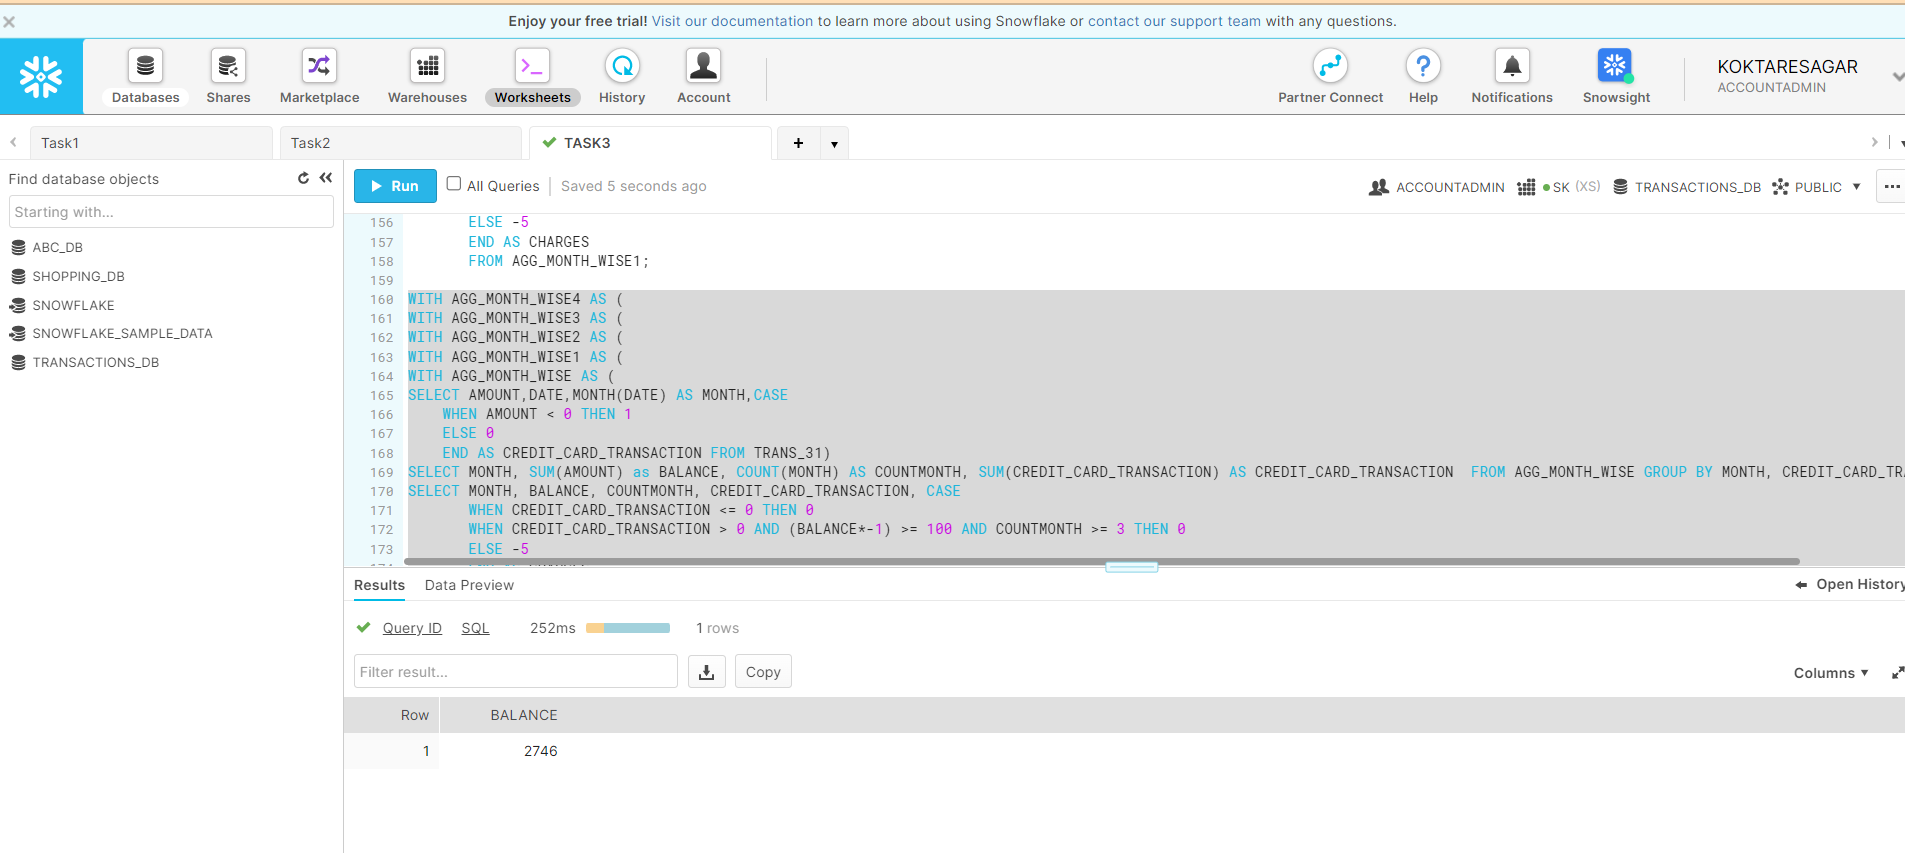 Enjoy your free trial! Visit our documentation to learn more about using Snowflake or contact our support team with any questions.
Databases Shares Marketplace Warehouses Worksheets History Account Partner Connect Help Notifications Snowsight
KOKTARESAGAR
ACCOUNTADMIN
Task1 Task2 TASK3 +
Find database objects
Starting with...
ABC_DB
SHOPPING_DB
SNOWFLAKE
SNOWFLAKE_SAMPLE_DATA
TRANSACTIONS_DB
Run All Queries Saved 5 seconds ago ACCOUNTADMIN SK (XS) TRANSACTIONS_DB PUBLIC ...
156 ELSE -5
157 END AS CHARGES
158 FROM AGG_MONTH_WISE1;
159
160 WITH AGG_MONTH_WISE4 AS (
161 WITH AGG_MONTH_WISE3 AS (
162 WITH AGG_MONTH_WISE2 AS (
163 WITH AGG_MONTH_WISE1 AS (
164 WITH AGG_MONTH_WISE AS (
165 SELECT AMOUNT,DATE,MONTH(DATE) AS MONTH,CASE
166 WHEN AMOUNT < 0 THEN 1
167 ELSE 0
168 END AS CREDIT_CARD_TRANSACTION FROM TRANS_31)
169 SELECT MONTH, SUM(AMOUNT) as BALANCE, COUNT(MONTH) AS COUNTMONTH, SUM(CREDIT_CARD_TRANSACTION) AS CREDIT_CARD_TRANSACTION FROM AGG_MONTH_WISE GROUP BY MONTH, CREDIT_CARD_TRA
170 SELECT MONTH, BALANCE, COUNTMONTH, CREDIT_CARD_TRANSACTION, CASE
171 WHEN CREDIT_CARD_TRANSACTION <= 0 THEN 0
172 WHEN CREDIT_CARD_TRANSACTION > 0 AND (BALANCE*-1) >= 100 AND COUNTMONTH >= 3 THEN 0
173 ELSE -5
Results Data Preview Open History
Query ID SQL 252ms 1 rows
Filter result... Copy Columns
Row BALANCE
1 2746